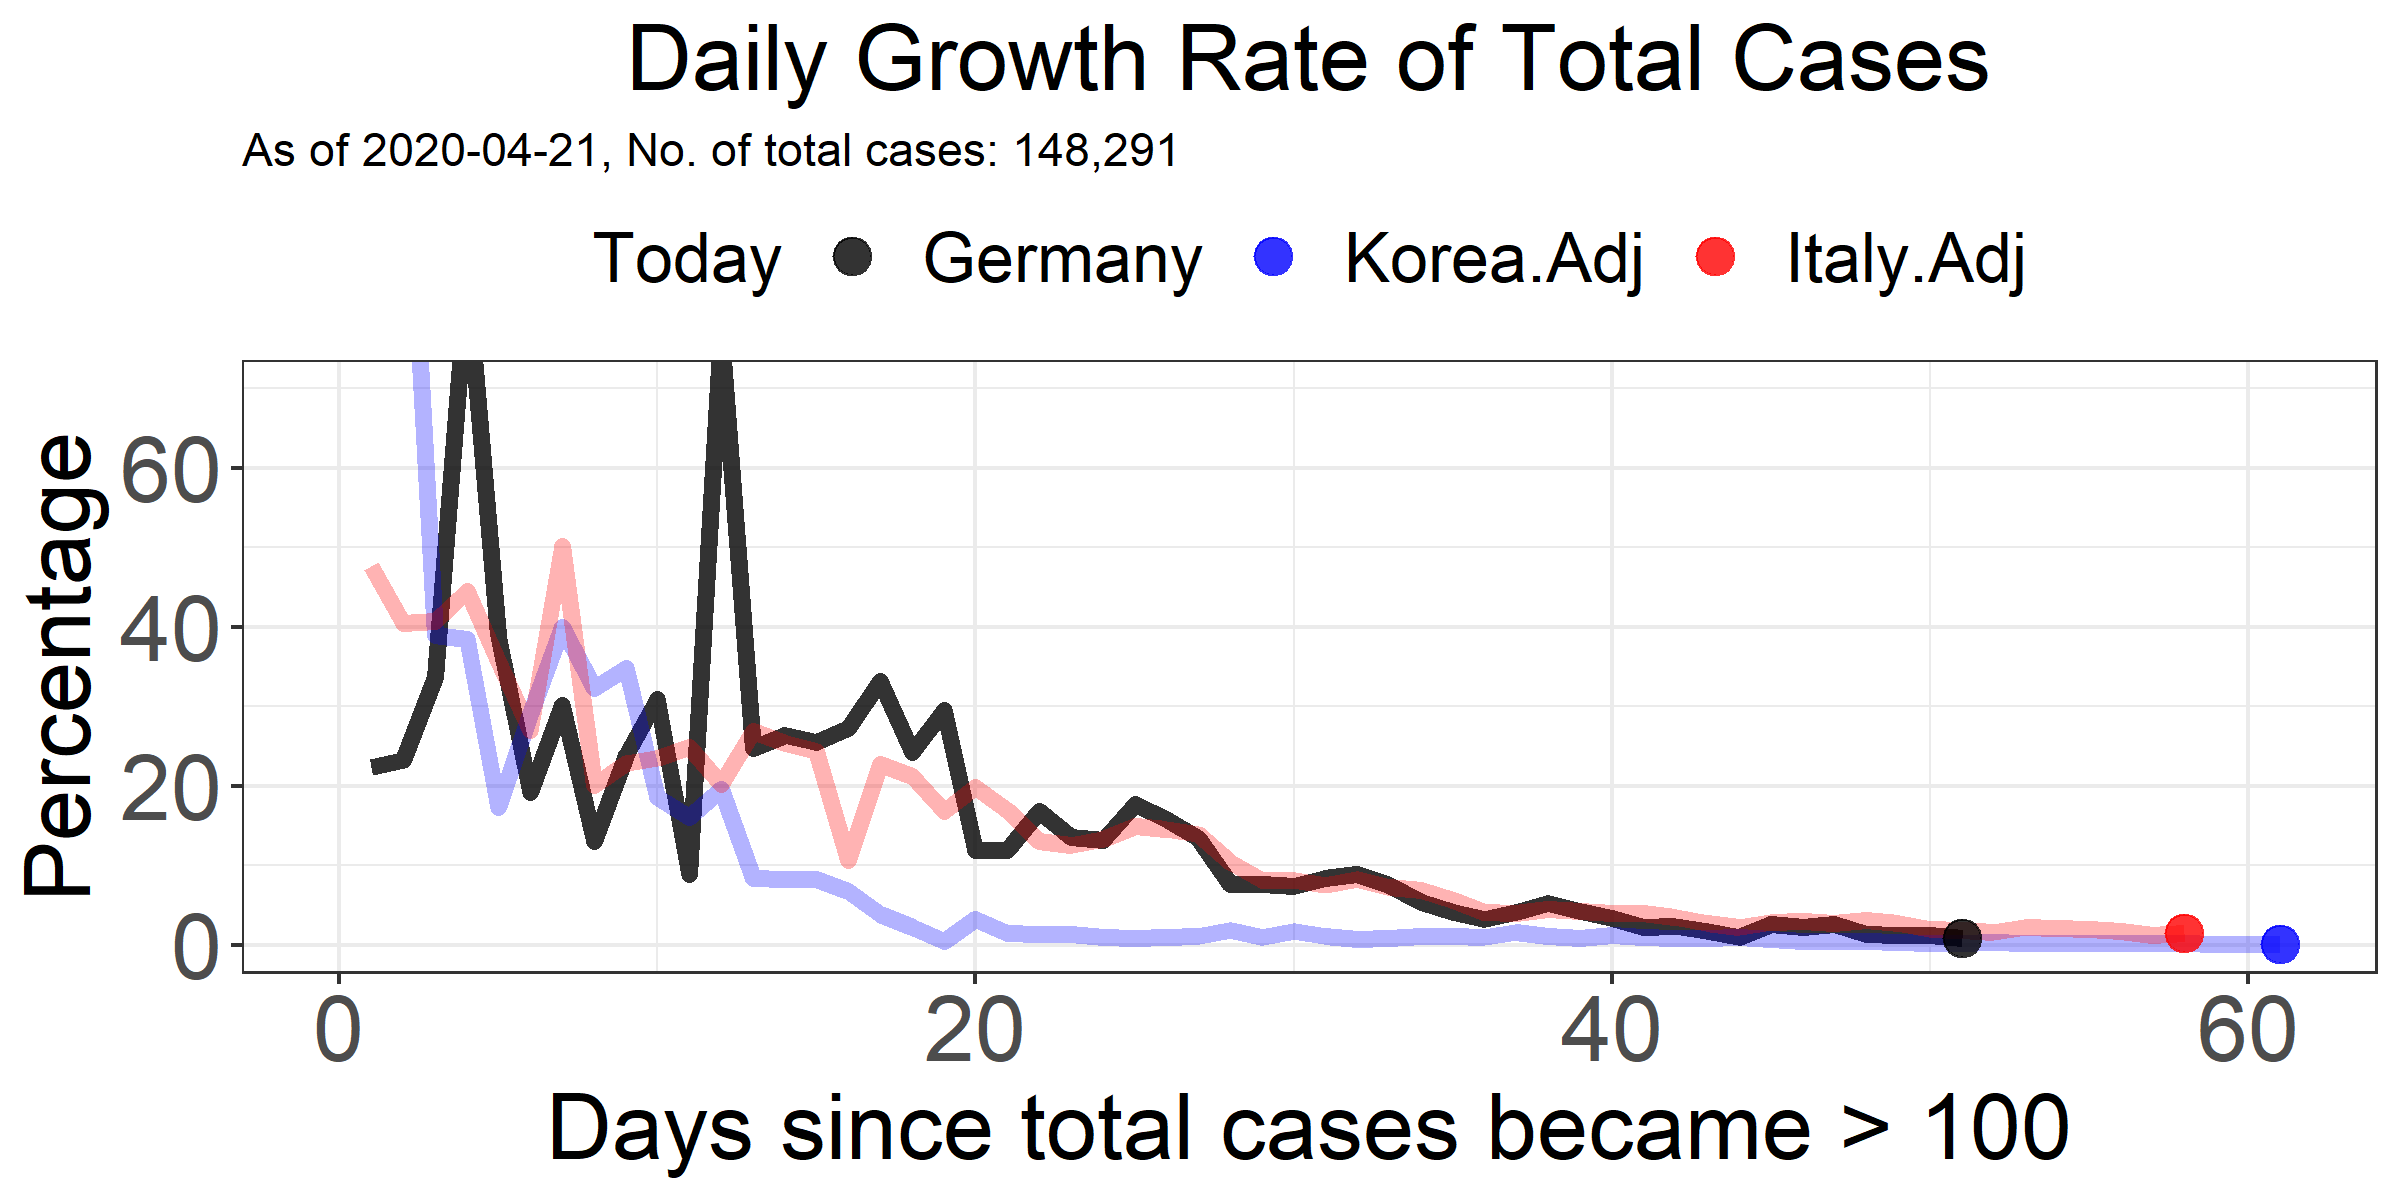 Daily Growth Rate of Total Cases
As of 2020-04-21, No. of total cases: 148,291
Today Germany Korea.Adj Italy.Adj
Percentage
60
40
20
0
0 20 40 60
Days since total cases became > 100